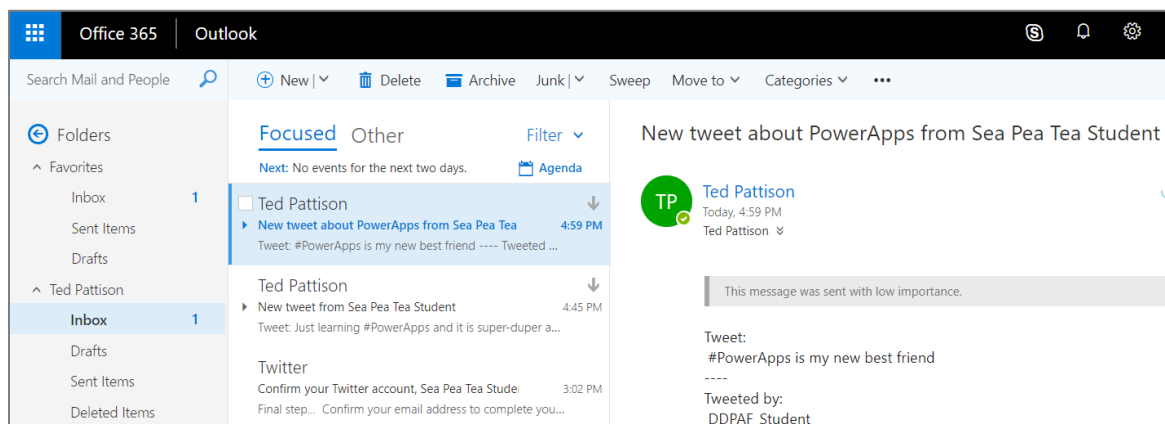 Office 365 Outlook
Search Mail and People
New Delete Archive Junk Sweep Move to Categories •••
Folders
Favorites
Inbox 1
Sent Items
Drafts
Ted Pattison
Inbox 1
Drafts
Sent Items
Deleted Items
Focused Other Filter
Next: No events for the next two days. Agenda
Ted Pattison
New tweet about PowerApps from Sea Pea Tea 4:59 PM
Tweet: #PowerApps is my new best friend ---- Tweeted ...
Ted Pattison
New tweet from Sea Pea Tea Student 4:45 PM
Tweet: Just learning #PowerApps and it is super-duper a...
Twitter
Confirm your Twitter account, Sea Pea Tea Stude 3:02 PM
Final step... Confirm your email address to complete you...
New tweet about PowerApps from Sea Pea Tea Student
TP
Ted Pattison
Today, 4:59 PM
Ted Pattison
This message was sent with low importance.
Tweet:
#PowerApps is my new best friend
----
Tweeted by:
DDPAF_Student